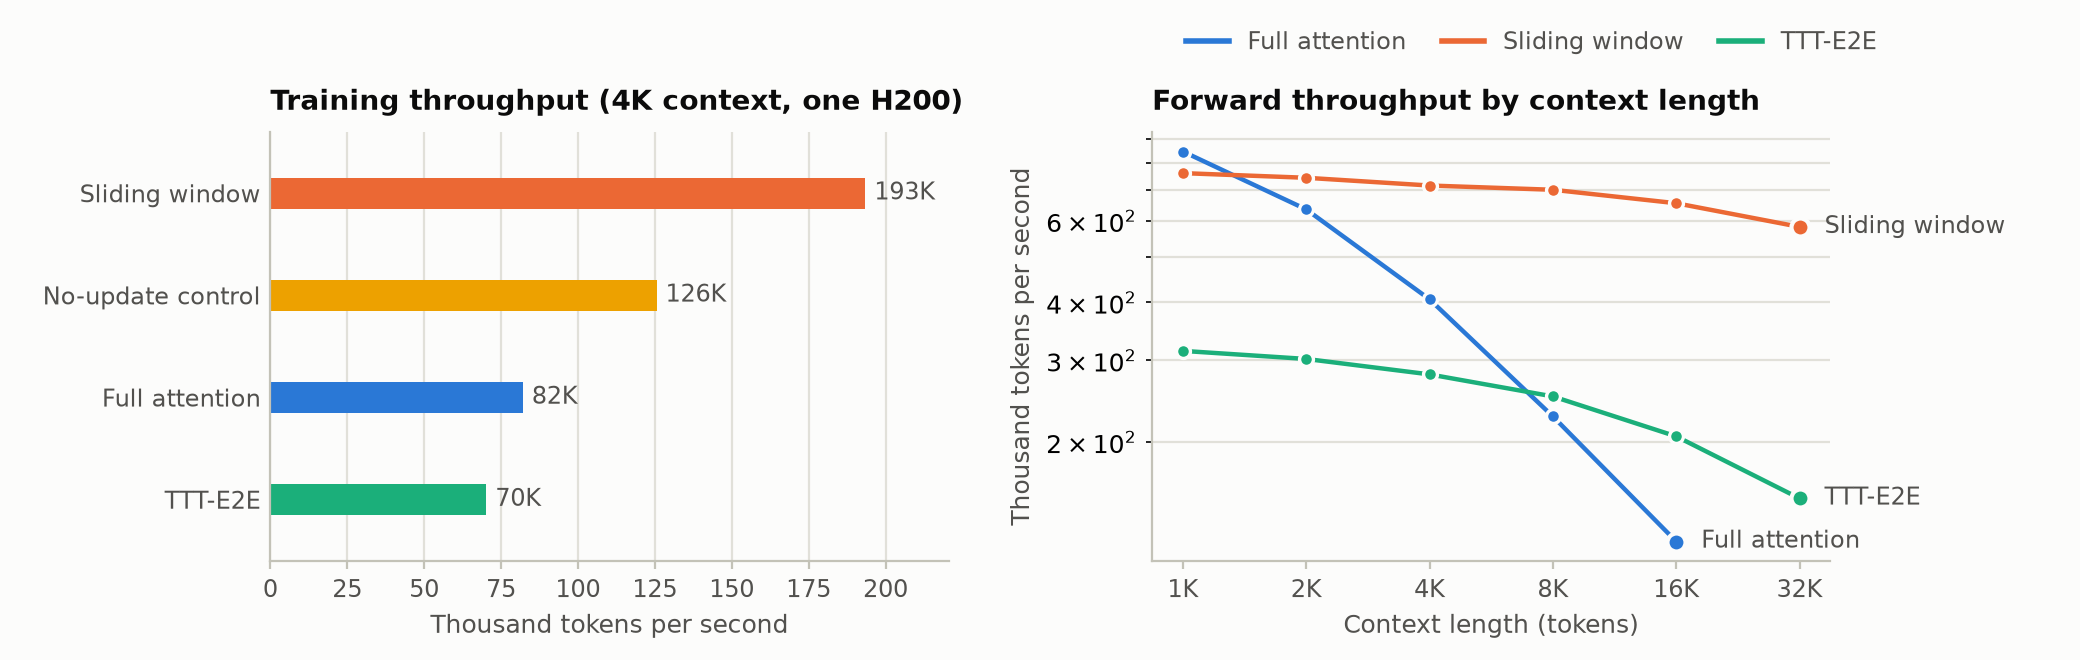 Full attention
Sliding window
TTT-E2E
Training throughput (4K context, one H200)
Sliding window
193K
No-update control
126K
Full attention
82K
TTT-E2E
70K
0 25 50 75 100 125 150 175 200
Thousand tokens per second
Forward throughput by context length
Thousand tokens per second
6 × 10²
4 × 10²
3 × 10²
2 × 10²
Sliding window
TTT-E2E
Full attention
1K 2K 4K 8K 16K 32K
Context length (tokens)